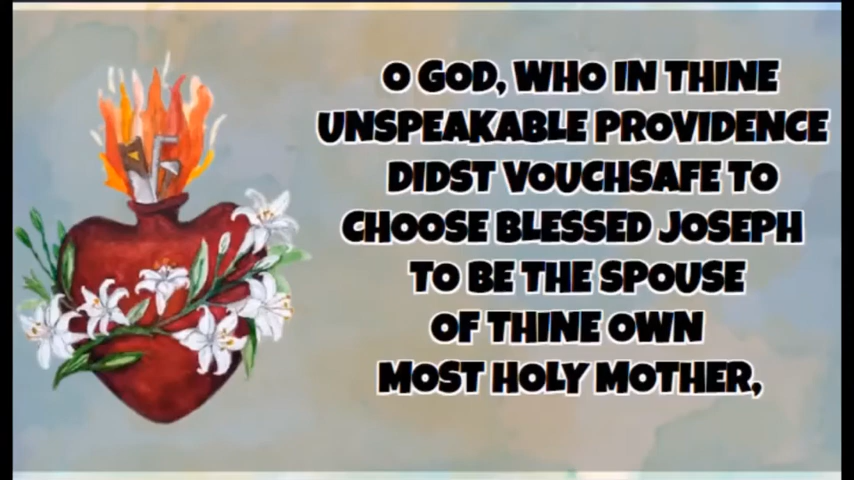 O GOD, WHO IN THINE
UNSPEAKABLE PROVIDENCE
DIDST VOUCHSAFE TO
CHOOSE BLESSED JOSEPH
TO BE THE SPOUSE
OF THINE OWN
MOST HOLY MOTHER,